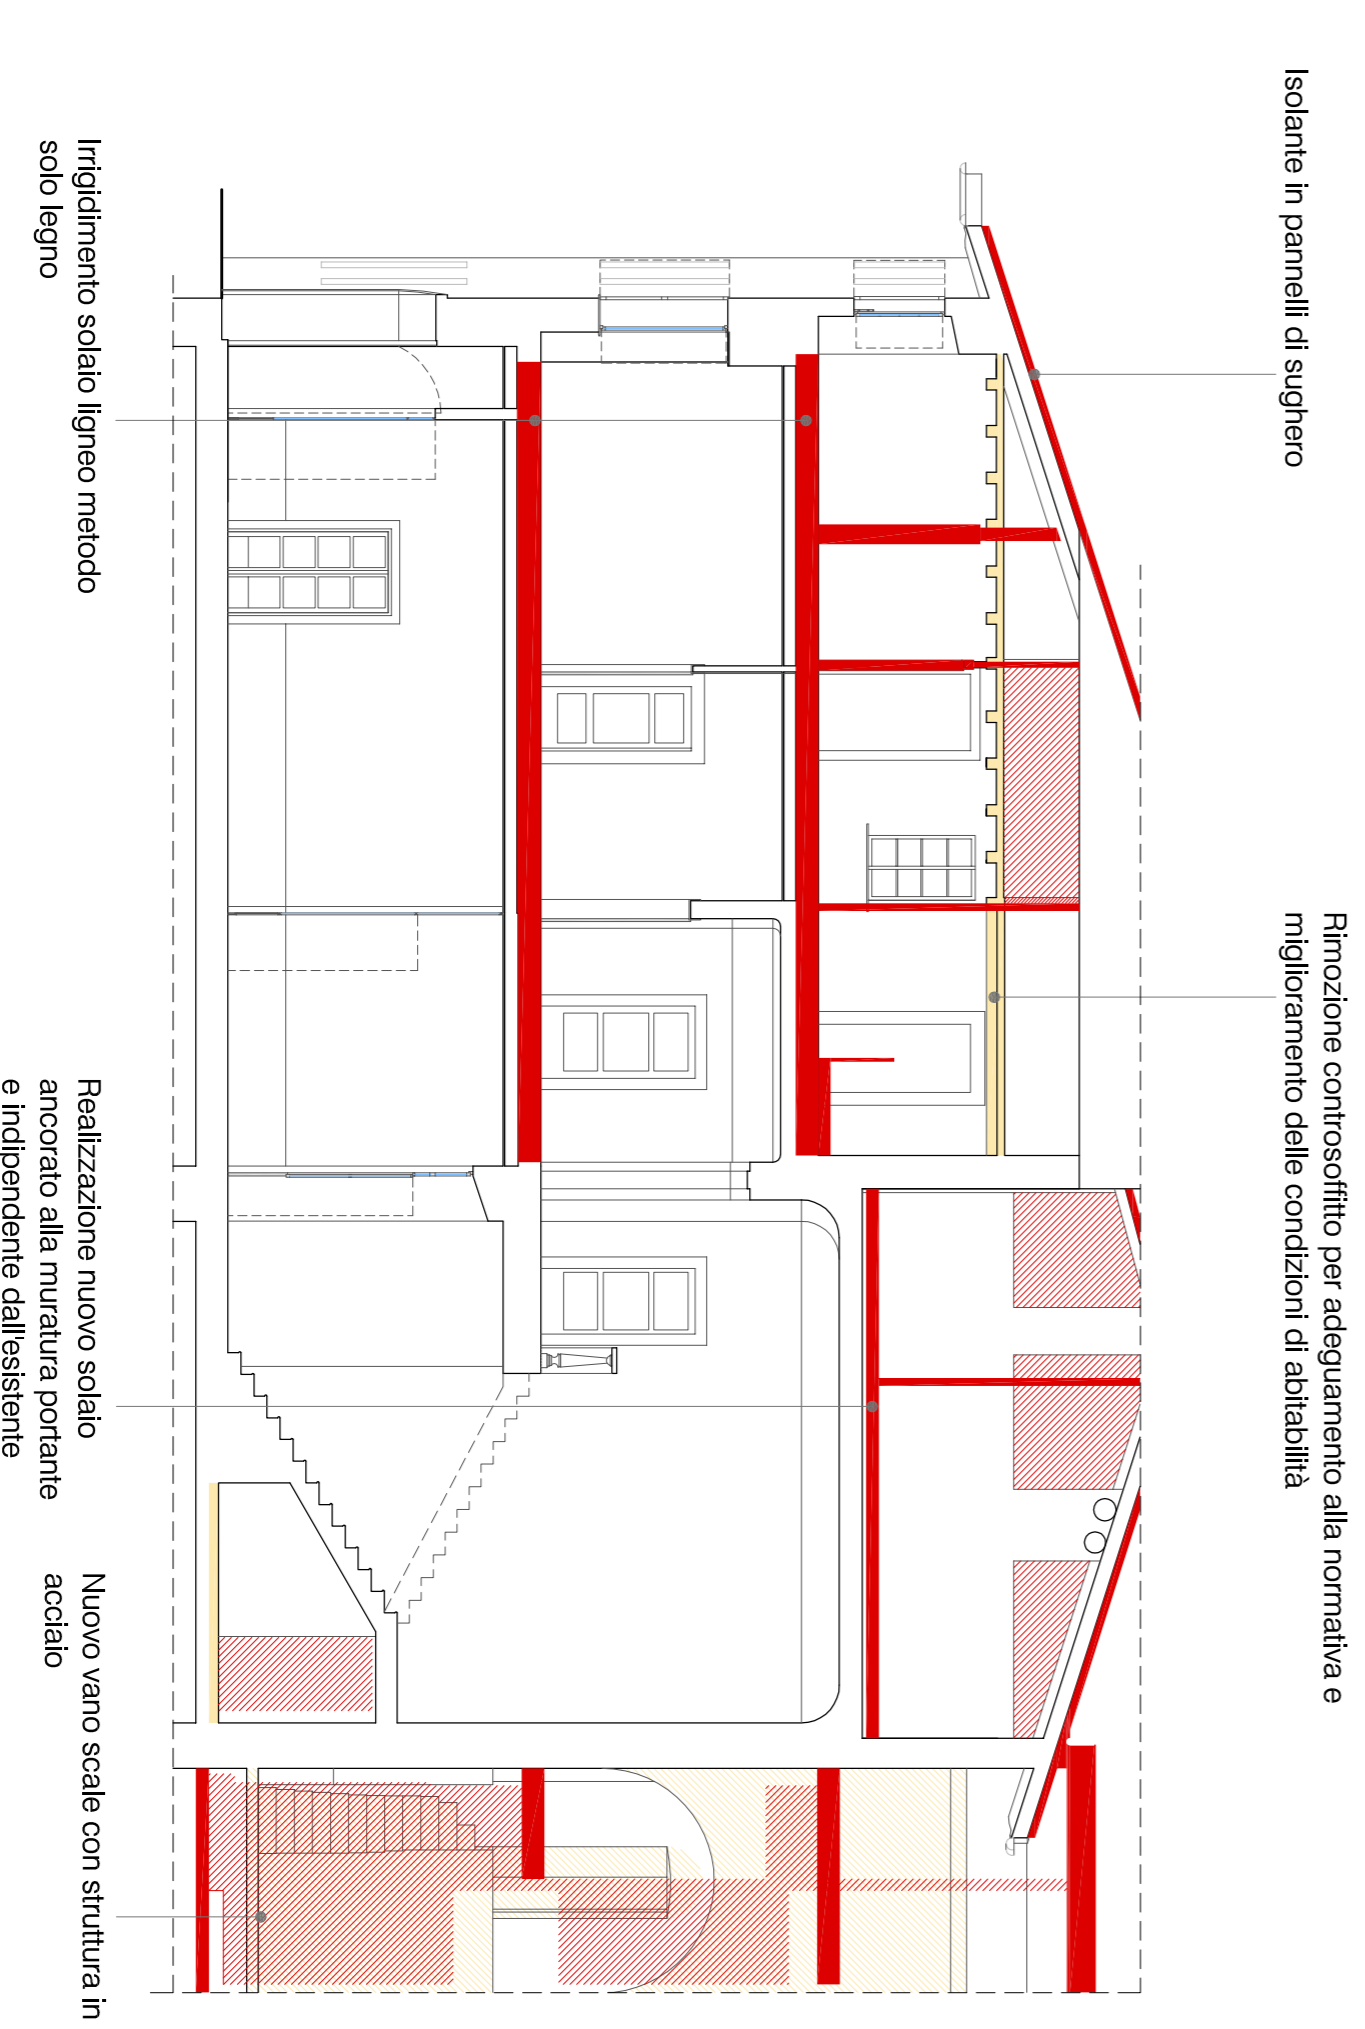 Isolante in pannelli di sughero
Rimozione controsoffitto per adeguamento alla normativa e
miglioramento delle condizioni di abitabilità
Irrigidimento solaio ligneo metodo
solo legno
Realizzazione nuovo solaio
ancorato alla muratura portante
e indipendente dall'esistente
Nuovo vano scale con struttura in
acciaio